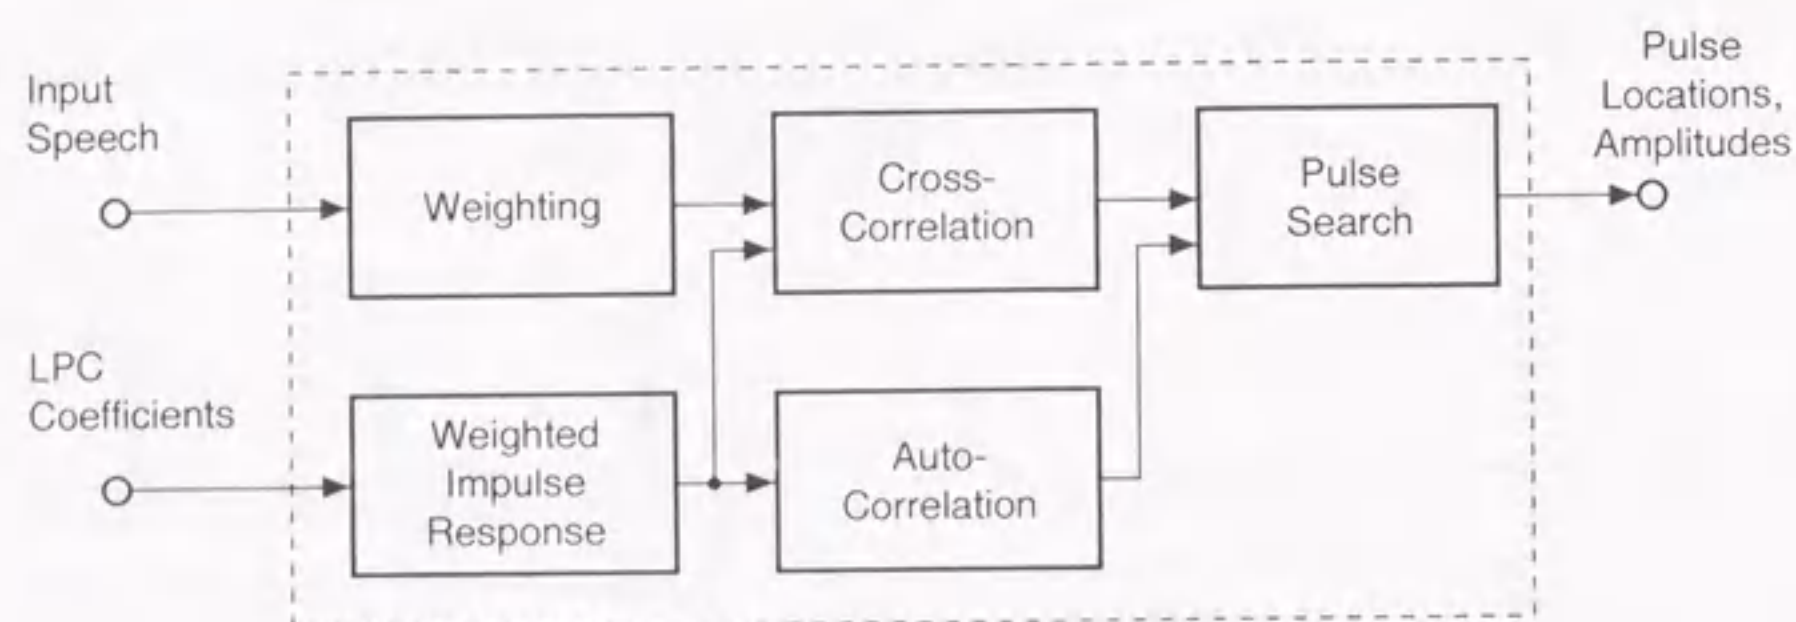 Input
Speech
Weighting
Cross-
Correlation
Pulse
Search
Pulse
Locations,
Amplitudes
LPC
Coefficients
Weighted
Impulse
Response
Auto-
Correlation